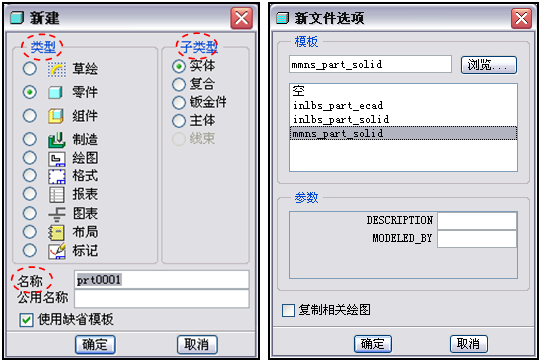 新建
类型
草绘
零件
组件
制造
绘图
格式
报表
图表
布局
标记
子类型
实体
复合
钣金件
主体
线束
名称 prt0001
公用名称
使用缺省模板
确定 取消
新文件选项
模板
mmns_part_solid 浏览...
空
inlbs_part_ecad
inlbs_part_solid
mmns_part_solid
参数
DESCRIPTION
MODELED_BY
复制相关绘图
确定 取消